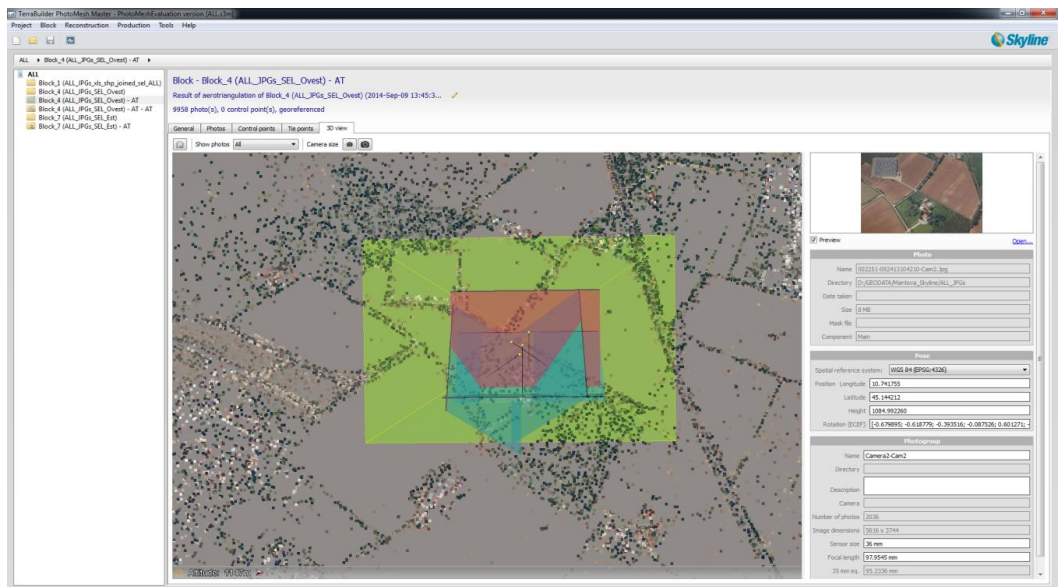 TerraBuilder PhotoMesh Master - PhotoMeshEvaluation version [ALL.s3m]
Project Block Reconstruction Production Tools Help
Skyline
ALL Block_4 (ALL_JPGs_SEL_Ovest) - AT
ALL
Block_1 (ALL_JPGs_xls_shp_joined_sel_ALL)
Block_4 (ALL_JPGs_SEL_Ovest)
Block_4 (ALL_JPGs_SEL_Ovest) - AT
Block_4 (ALL_JPGs_SEL_Ovest) - AT - AT
Block_7 (ALL_JPGs_SEL_Est)
Block_7 (ALL_JPGs_SEL_Est) - AT
Block - Block_4 (ALL_JPGs_SEL_Ovest) - AT
Result of aerotriangulation of Block_4 (ALL_JPGs_SEL_Ovest) (2014-Sep-09 13:45:3...
9958 photo(s), 0 control point(s), georeferenced
General Photos Control points Tie points 3D view
Show photos All Camera size
Altitude: 1147m
Preview Open...
Photo
Name 002251-092413104210-Cam2.jpg
Directory D:/GEODATA/Mantova_Skyline/ALL_JPGs
Date taken
Size 8 MB
Mask file
Component Main
Pose
Spatial reference system: WGS 84 (EPSG:4326)
Position Longitude 10.741755
Latitude 45.144212
Height 1084.992260
Rotation (ECEF) [-0.679895; -0.618779; -0.393516; -0.087526; 0.601271; -
Photogroup
Name Camera2-Cam2
Directory
Description
Camera
Number of photos 2036
Image dimensions 5616 x 3744
Sensor size 36 mm
Focal length 97.9545 mm
35 mm eq. 95.2336 mm